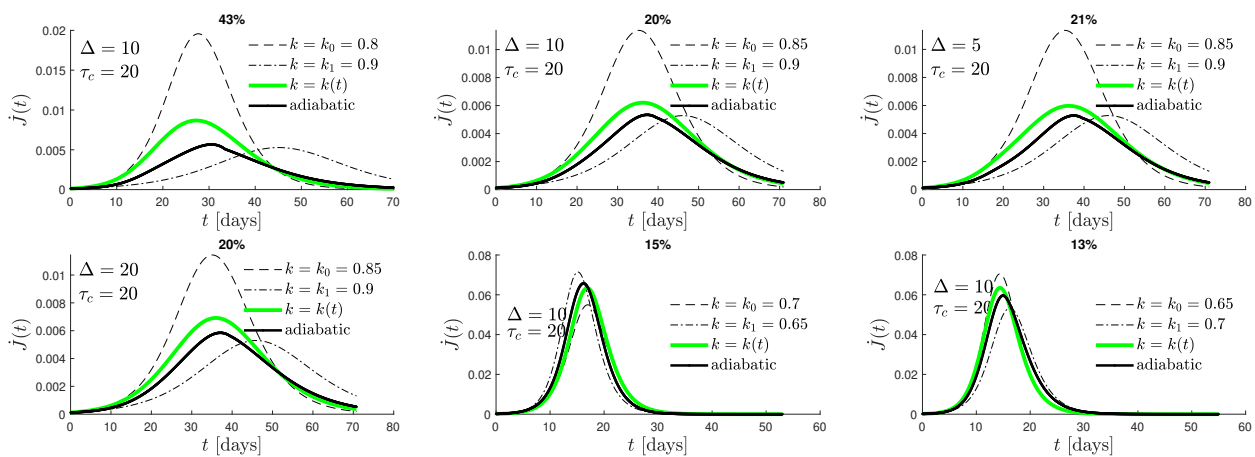 43%
0.02
Δ = 10
k = k₀ = 0.8
τc = 20
k = k₁ = 0.9
0.015
k = k(t)
adiabatic
0.01
0.005
0
J̇(t)
0 10 20 30 40 50 60 70
t [days]
20%
Δ = 10
k = k₀ = 0.85
0.01
τc = 20
k = k₁ = 0.9
0.008
k = k(t)
adiabatic
0.006
0.004
0.002
0
J̇(t)
0 10 20 30 40 50 60 70 80
t [days]
21%
Δ = 5
k = k₀ = 0.85
0.01
τc = 20
k = k₁ = 0.9
0.008
k = k(t)
adiabatic
0.006
0.004
0.002
0
J̇(t)
0 10 20 30 40 50 60 70 80
t [days]
20%
Δ = 20
k = k₀ = 0.85
0.01
τc = 20
k = k₁ = 0.9
0.008
k = k(t)
adiabatic
0.006
0.004
0.002
0
J̇(t)
0 10 20 30 40 50 60 70 80
t [days]
15%
0.08
0.06
Δ = 10
k = k₀ = 0.7
τc = 20
k = k₁ = 0.65
0.04
k = k(t)
adiabatic
0.02
0
J̇(t)
0 10 20 30 40 50 60
t [days]
13%
0.08
Δ = 10
0.06
k = k₀ = 0.65
τc = 20
k = k₁ = 0.7
0.04
k = k(t)
adiabatic
0.02
0
J̇(t)
0 10 20 30 40 50 60
t [days]